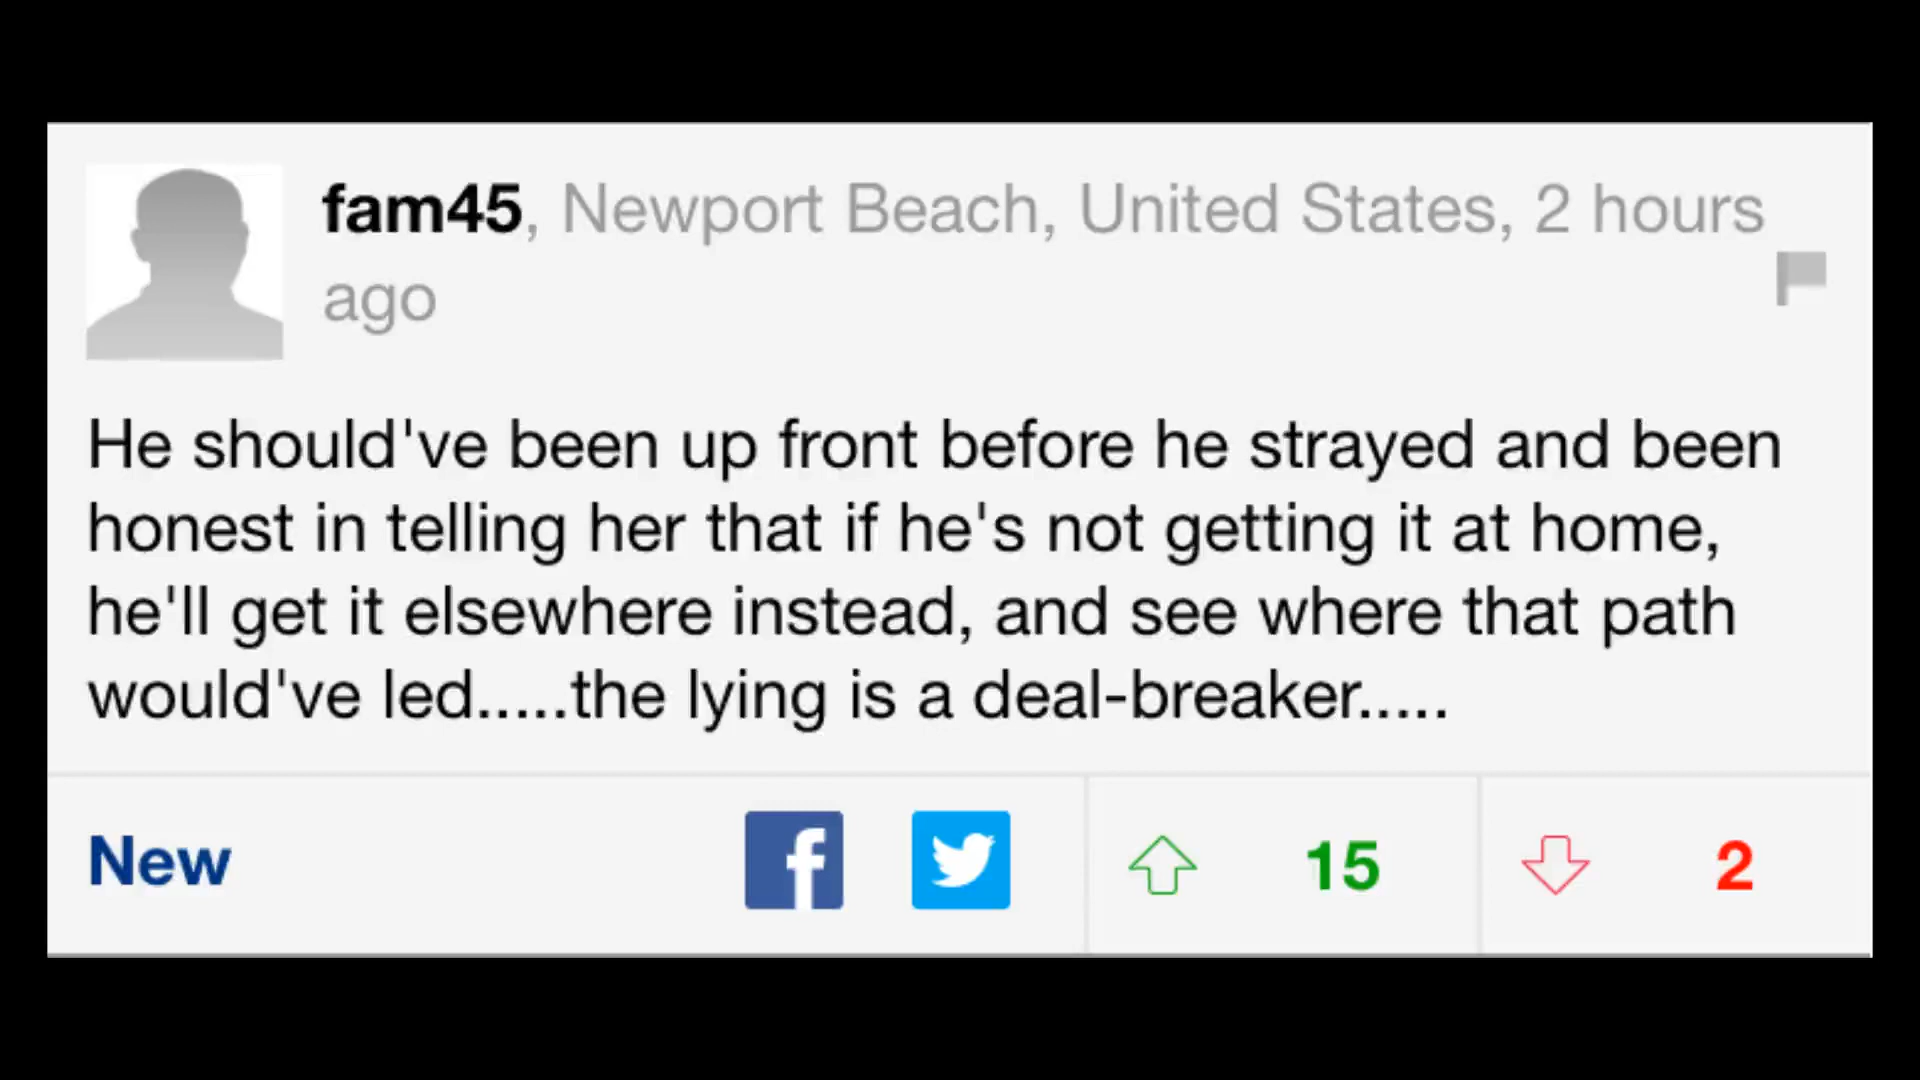 fam45, Newport Beach, United States, 2 hours
ago
He should've been up front before he strayed and been
honest in telling her that if he's not getting it at home,
he'll get it elsewhere instead, and see where that path
would've led.....the lying is a deal-breaker.....
New 15 2